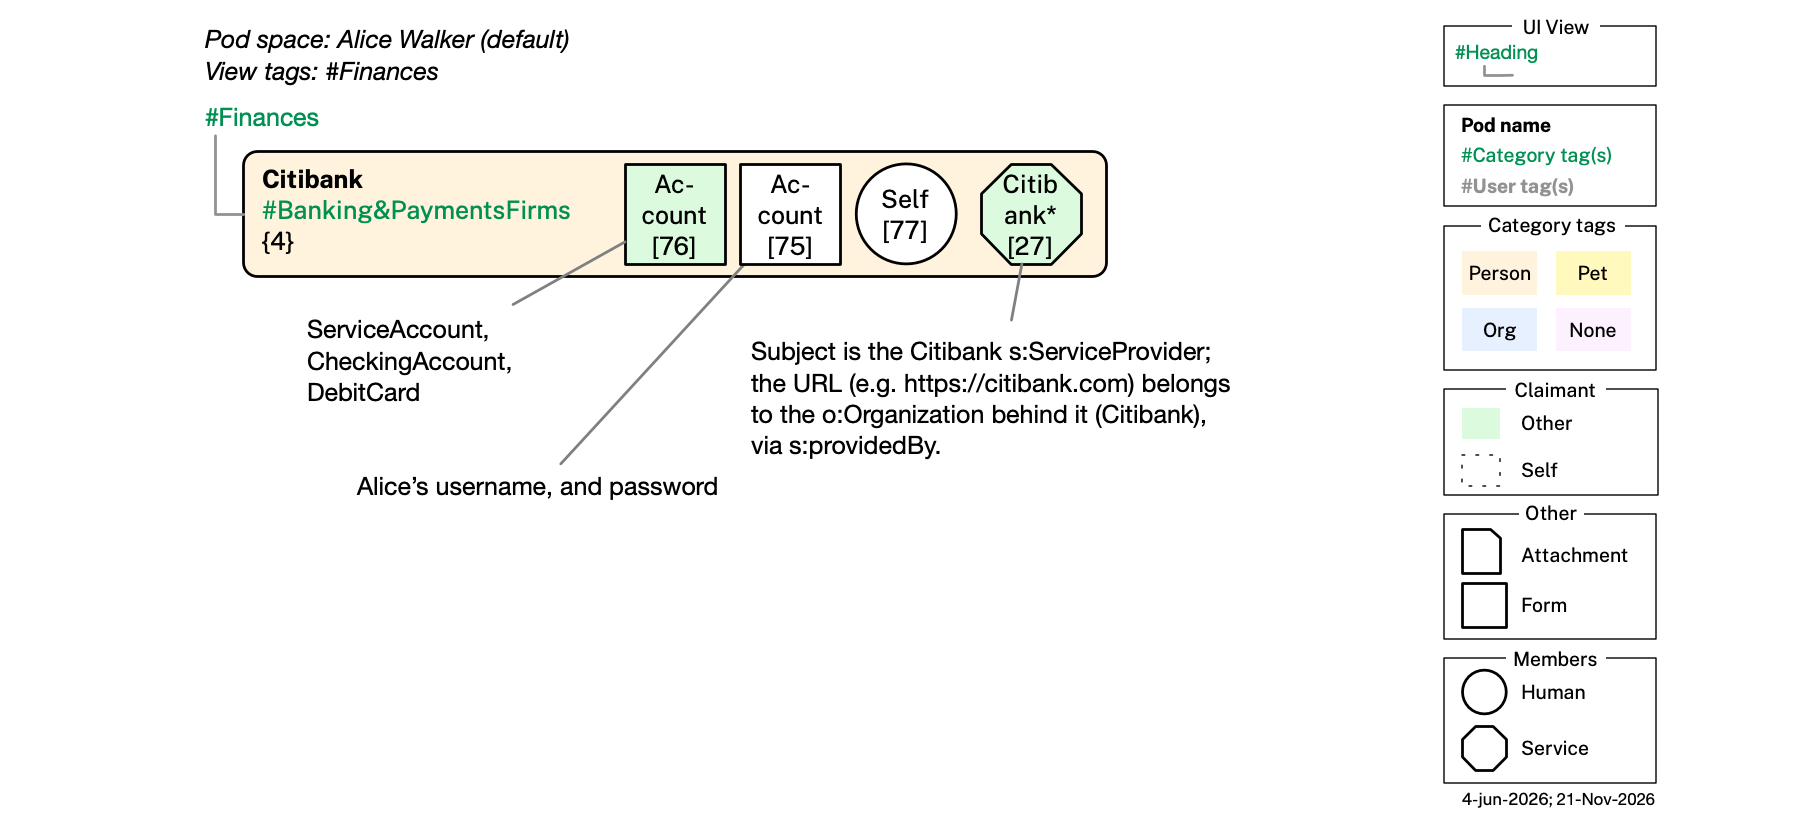 Pod space: Alice Walker (default)
View tags: #Finances
#Finances
Citibank
#Banking&PaymentsFirms
{4}
Ac-
count
[76]
Ac-
count
[75]
Self
[77]
Citib
ank*
[27]
ServiceAccount,
CheckingAccount,
DebitCard
Alice’s username, and password
Subject is the Citibank s:ServiceProvider;
the URL (e.g. https://citibank.com) belongs
to the o:Organization behind it (Citibank),
via s:providedBy.
UI View
#Heading
Pod name
#Category tag(s)
#User tag(s)
Category tags
Person
Pet
Org
None
Claimant
Other
Self
Other
Attachment
Form
Members
Human
Service
4-jun-2026; 21-Nov-2026